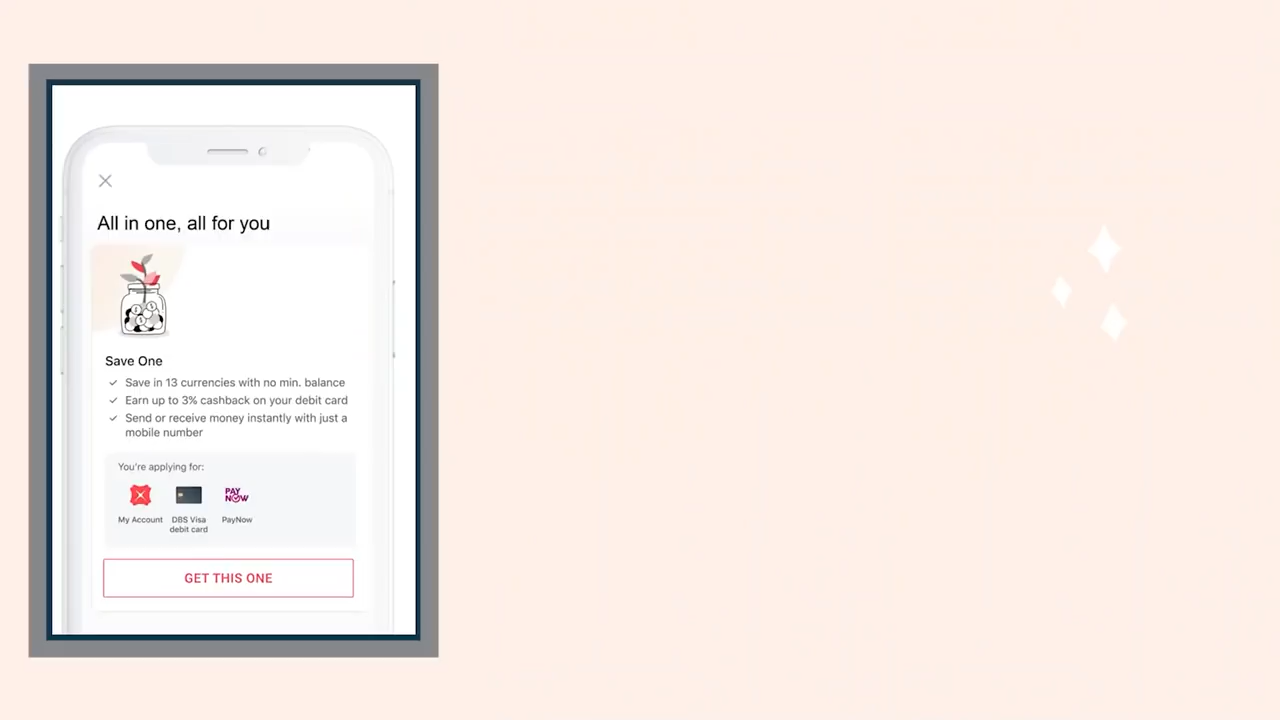 All in one, all for you
Save One
Save in 13 currencies with no min. balance
Earn up to 3% cashback on your debit card
Send or receive money instantly with just a
mobile number
You're applying for:
PAY
NOW
My Account
DBS Visa
debit card
PayNow
GET THIS ONE